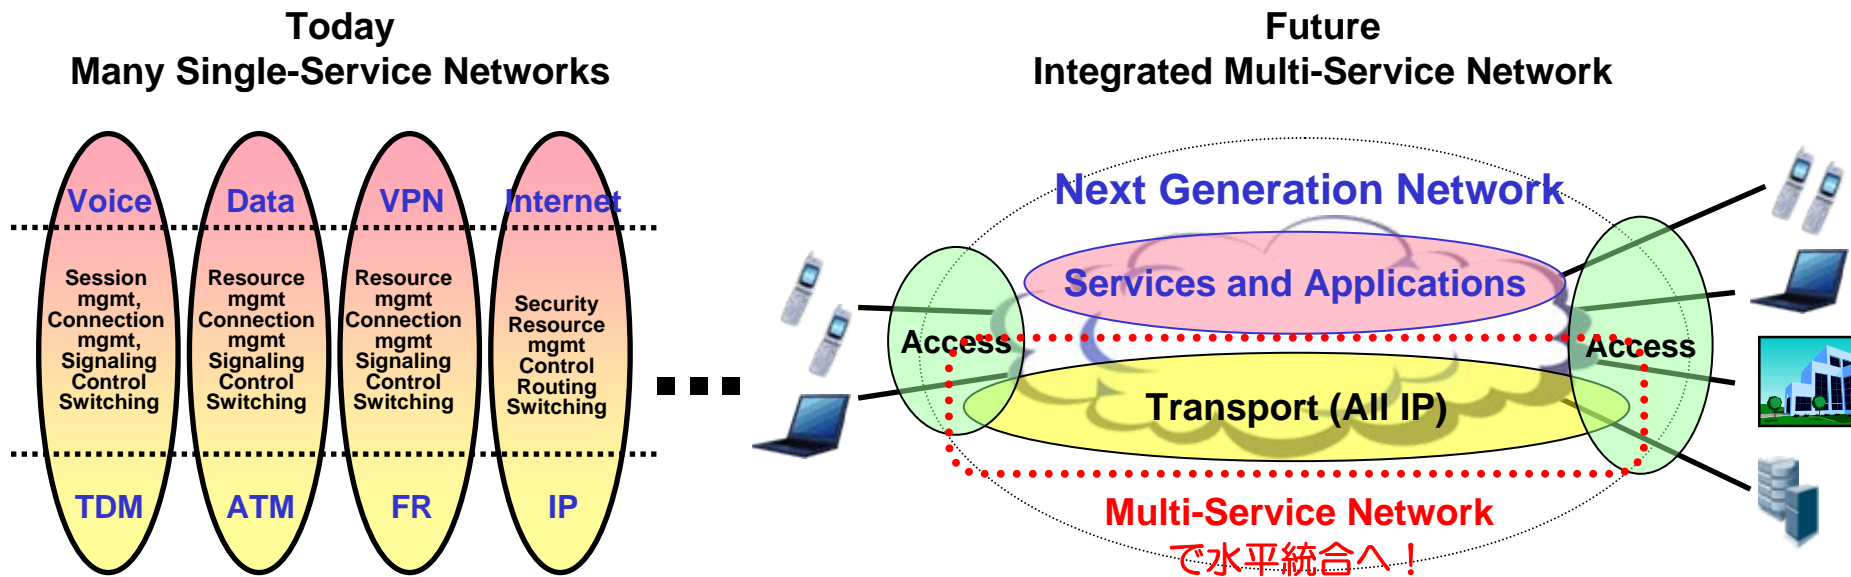 Today
Many Single-Service Networks
Voice
Session
mgmt,
Connection
mgmt,
Signaling
Control
Switching
TDM
Data
Resource
mgmt
Connection
mgmt
Signaling
Control
Switching
ATM
VPN
Resource
mgmt
Connection
mgmt
Signaling
Control
Switching
FR
Internet
Security
Resource
mgmt
Control
Routing
Switching
IP
Future
Integrated Multi-Service Network
Next Generation Network
Services and Applications
Access
Access
Transport (All IP)
Multi-Service Network
で水平統合へ！